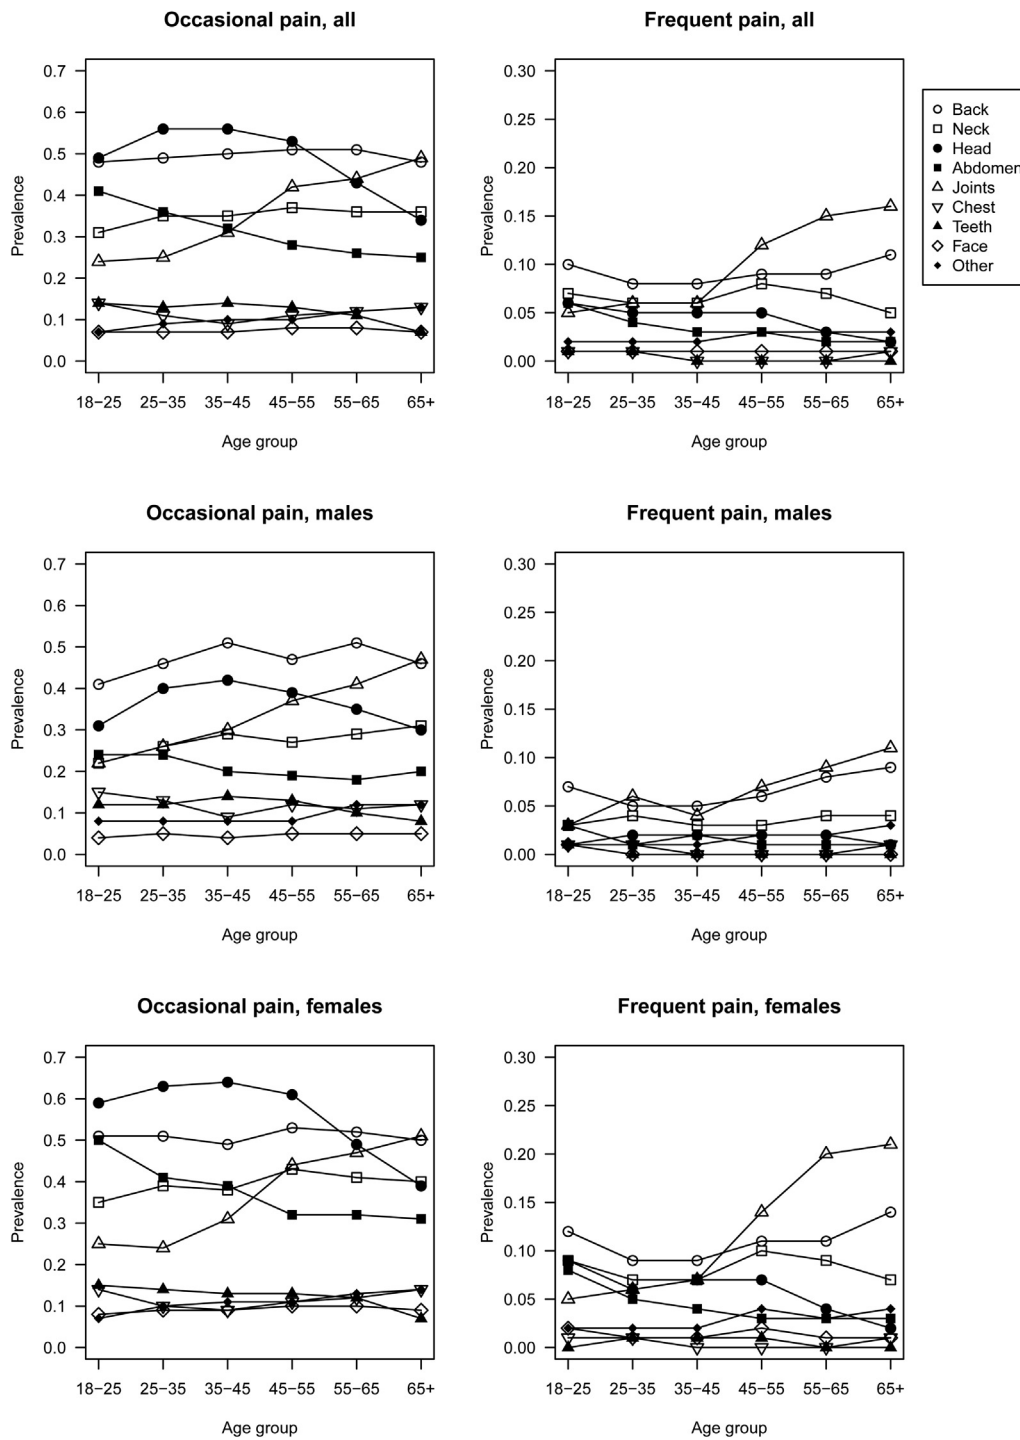 Occasional pain, all
0.7
0.6
0.5
0.4
0.3
0.2
0.1
0.0
Prevalence
18−25 25−35 35−45 45−55 55−65 65+
Age group
Frequent pain, all
0.30
0.25
0.20
0.15
0.10
0.05
0.00
Prevalence
18−25 25−35 35−45 45−55 55−65 65+
Age group
Back
Neck
Head
Abdomen
Joints
Chest
Teeth
Face
Other
Occasional pain, males
0.7
0.6
0.5
0.4
0.3
0.2
0.1
0.0
Prevalence
18−25 25−35 35−45 45−55 55−65 65+
Age group
Frequent pain, males
0.30
0.25
0.20
0.15
0.10
0.05
0.00
Prevalence
18−25 25−35 35−45 45−55 55−65 65+
Age group
Occasional pain, females
0.7
0.6
0.5
0.4
0.3
0.2
0.1
0.0
Prevalence
18−25 25−35 35−45 45−55 55−65 65+
Age group
Frequent pain, females
0.30
0.25
0.20
0.15
0.10
0.05
0.00
Prevalence
18−25 25−35 35−45 45−55 55−65 65+
Age group